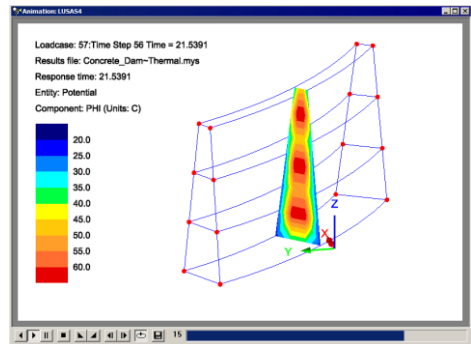 Animation: LUSAS4
Loadcase: 57:Time Step 56 Time = 21.5391
Results file: Concrete_Dam~Thermal.mys
Response time: 21.5391
Entity: Potential
Component: PHI (Units: C)
20.0
25.0
30.0
35.0
40.0
45.0
50.0
55.0
60.0
Z
X
Y
15